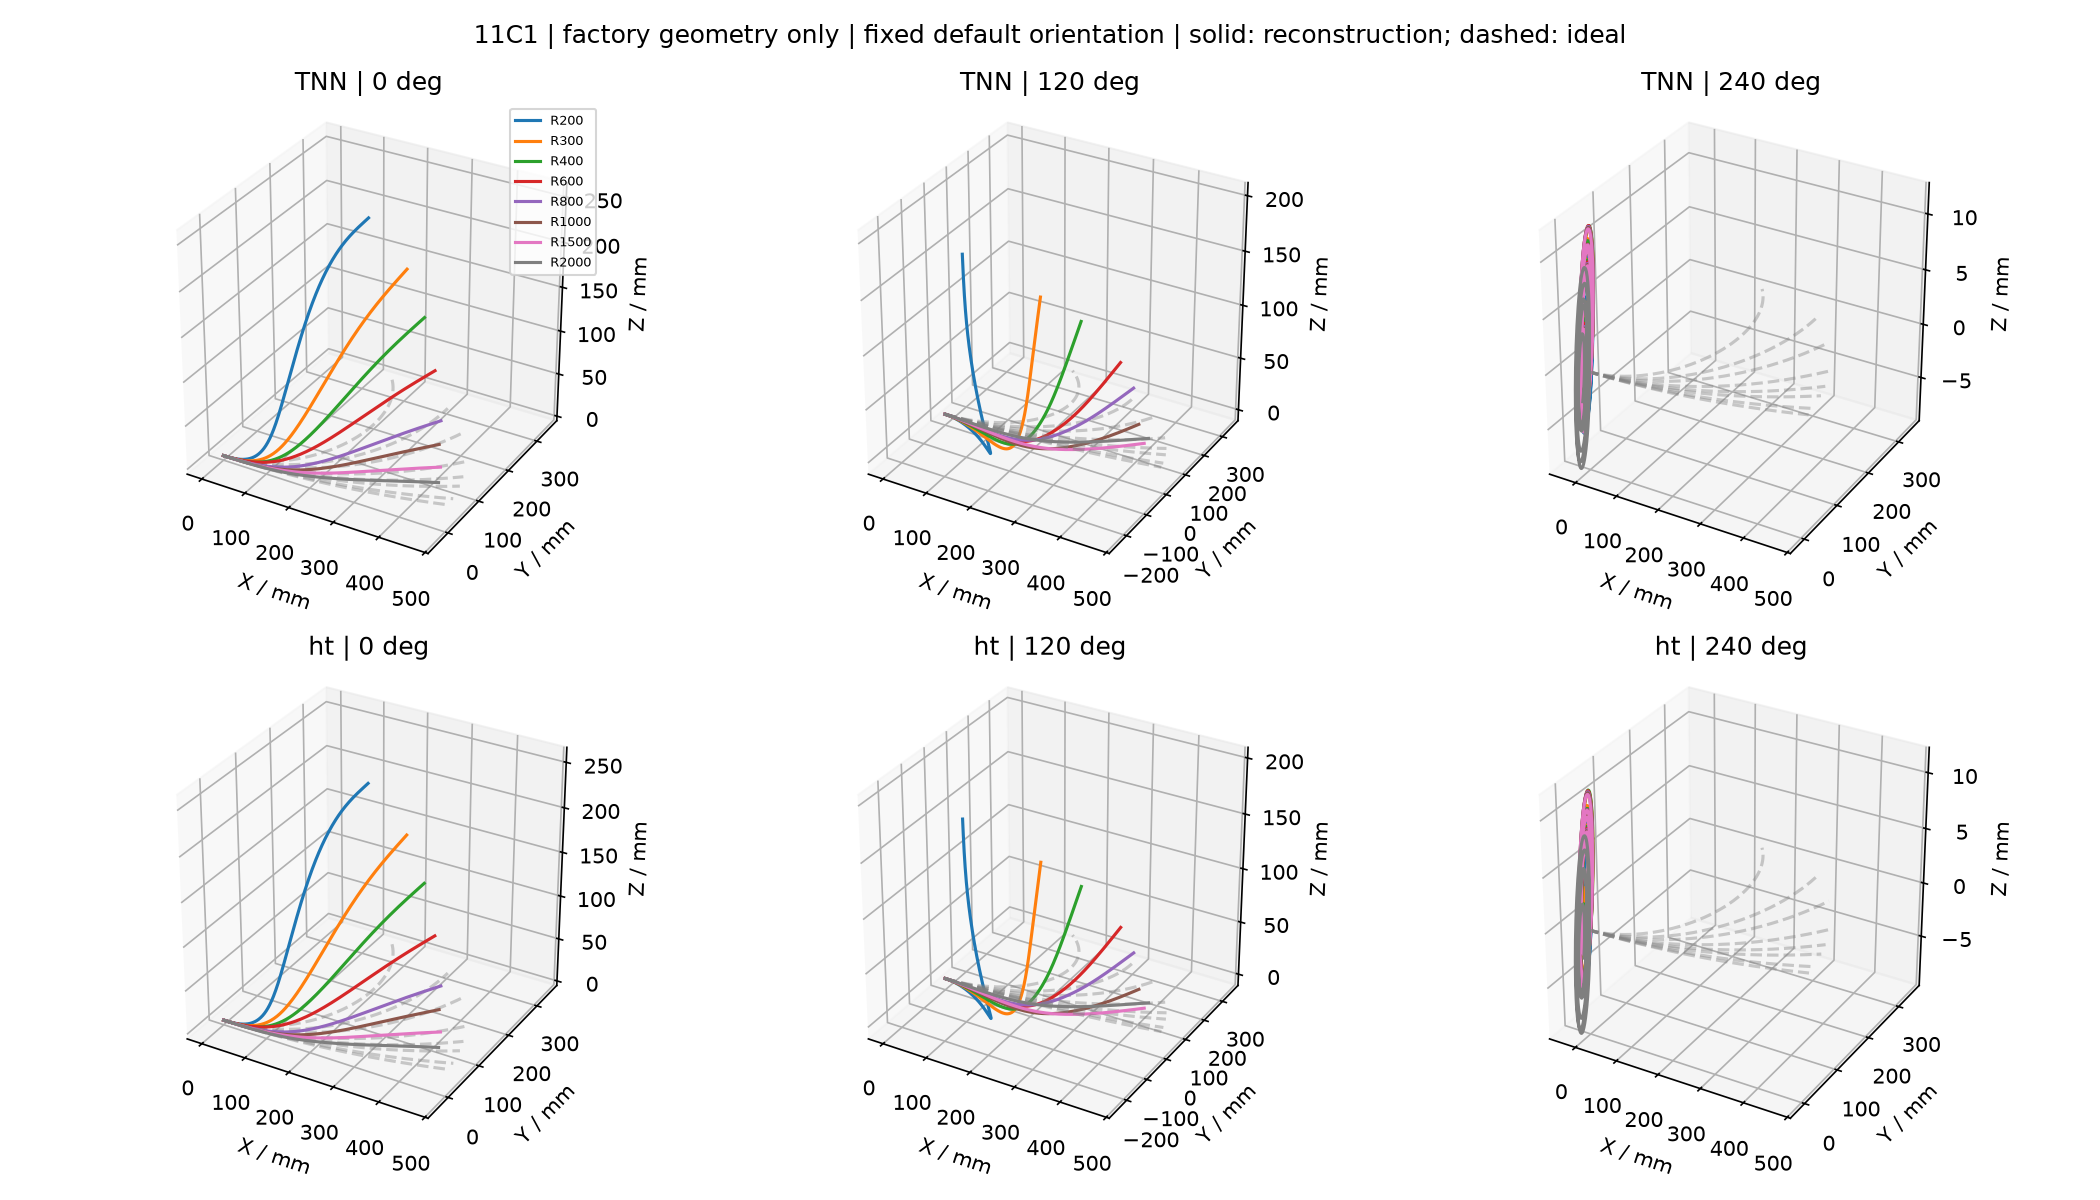 11C1 | factory geometry only | fixed default orientation | solid: reconstruction; dashed: ideal
TNN | 0 deg
R200
R300
R400
R600
R800
R1000
R1500
R2000
250
200
150
100
50
0
Z / mm
0
100
200
300
400
500
X / mm
0
100
200
300
Y / mm
TNN | 120 deg
200
150
100
50
0
Z / mm
0
100
200
300
400
500
X / mm
−200
−100
0
100
200
300
Y / mm
TNN | 240 deg
10
5
0
−5
Z / mm
0
100
200
300
400
500
X / mm
0
100
200
300
Y / mm
ht | 0 deg
250
200
150
100
50
0
Z / mm
0
100
200
300
400
500
X / mm
0
100
200
300
Y / mm
ht | 120 deg
200
150
100
50
0
Z / mm
0
100
200
300
400
500
X / mm
−200
−100
0
100
200
300
Y / mm
ht | 240 deg
10
5
0
−5
Z / mm
0
100
200
300
400
500
X / mm
0
100
200
300
Y / mm